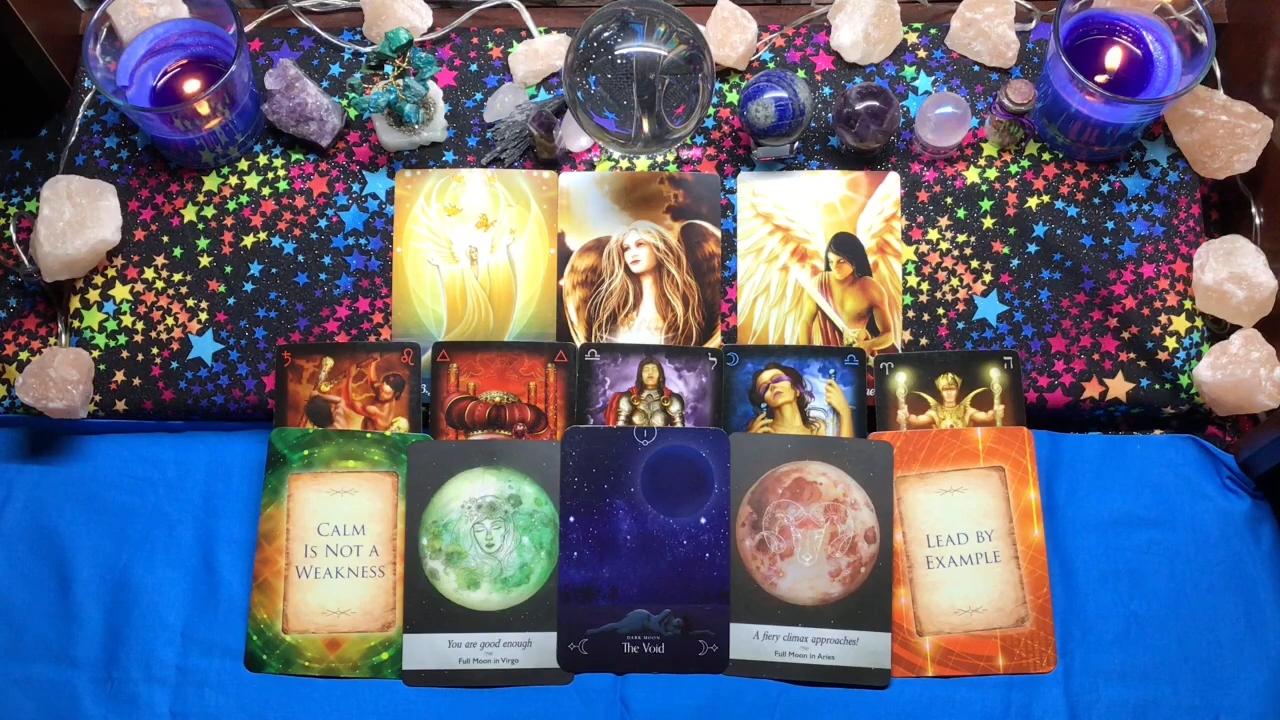 ♄ ♌
△ △
♎ ל
☽ ♎
♈ ה
CALM
IS NOT A
WEAKNESS
You are good enough
Full Moon in Virgo
I
DARK MOON
The Void
A fiery climax approaches!
Full Moon in Aries
LEAD BY
EXAMPLE